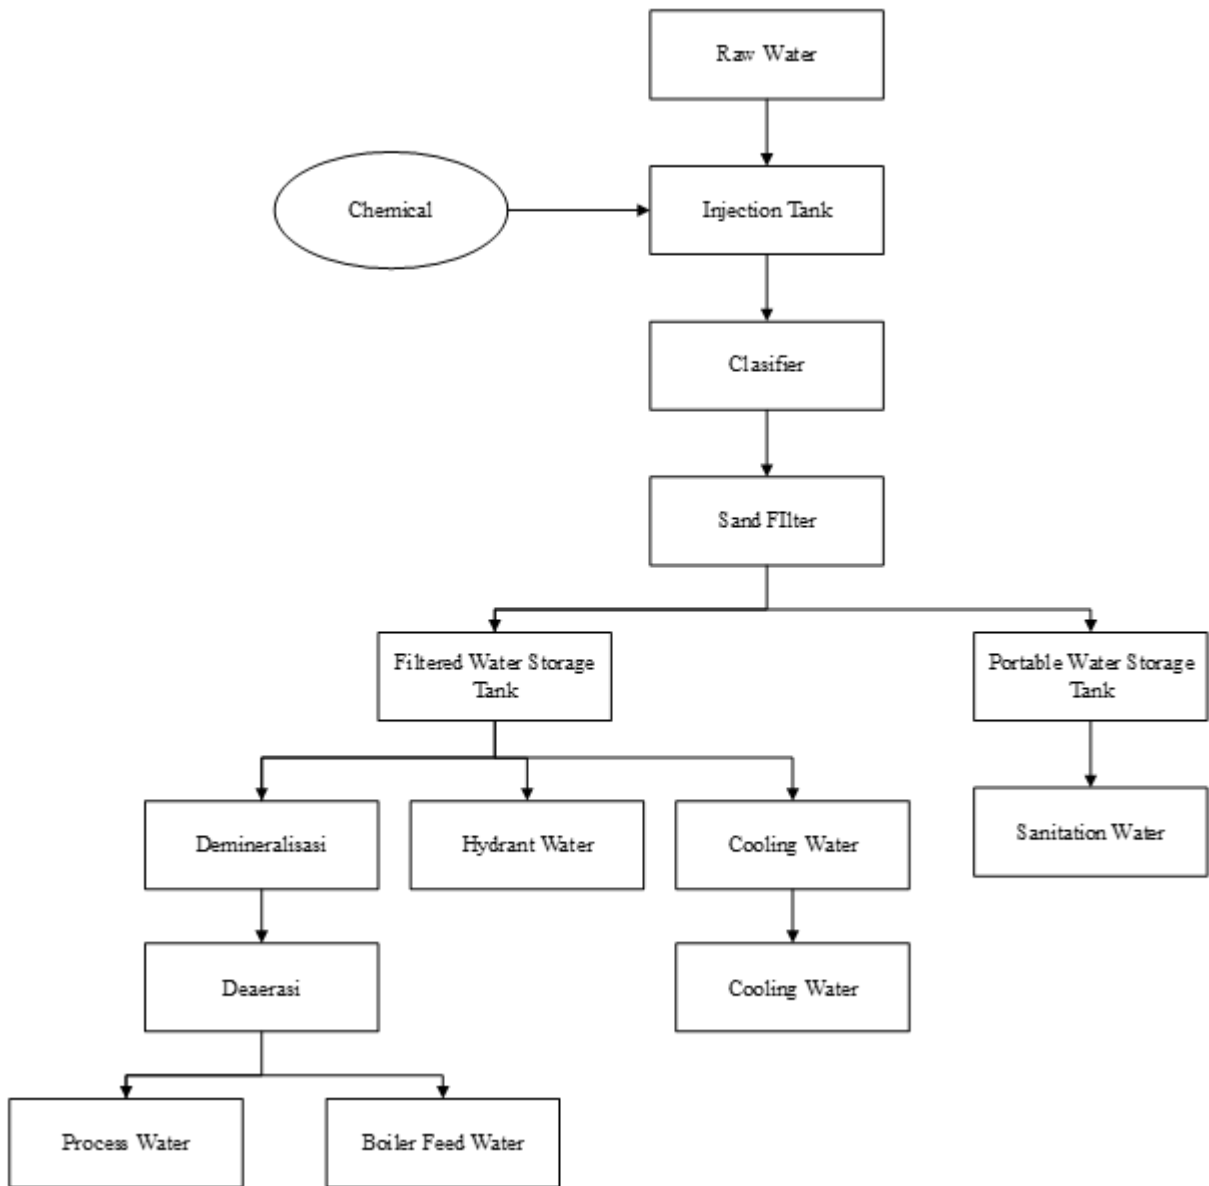 Raw Water
Chemical
Injection Tank
Clasifier
Sand FIlter
Filtered Water Storage
Tank
Portable Water Storage
Tank
Demineralisasi
Hydrant Water
Cooling Water
Sanitation Water
Deaerasi
Cooling Water
Process Water
Boiler Feed Water